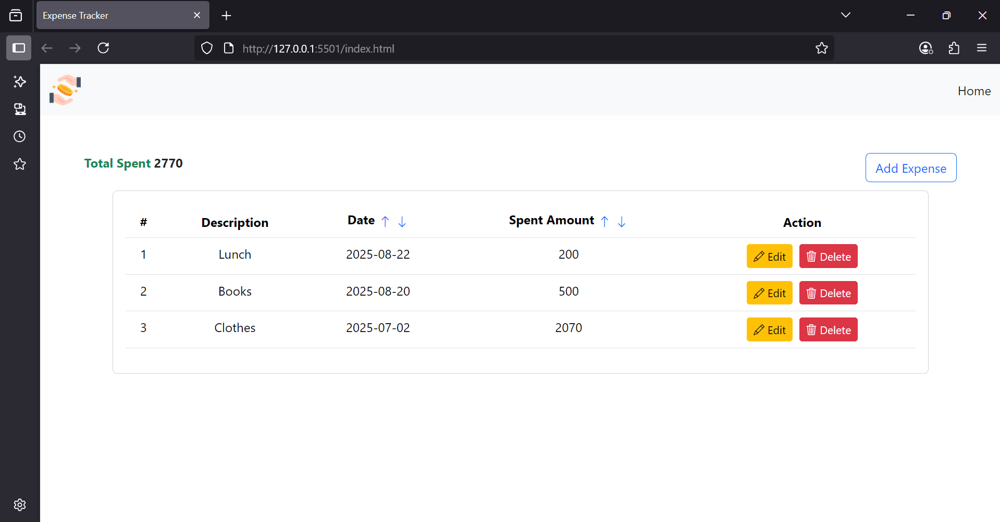 Expense Tracker
http://127.0.0.1:5501/index.html
Home
Total Spent 2770
Add Expense
# Description Date ↑ ↓ Spent Amount ↑ ↓ Action
1 Lunch 2025-08-22 200 Edit Delete
2 Books 2025-08-20 500 Edit Delete
3 Clothes 2025-07-02 2070 Edit Delete